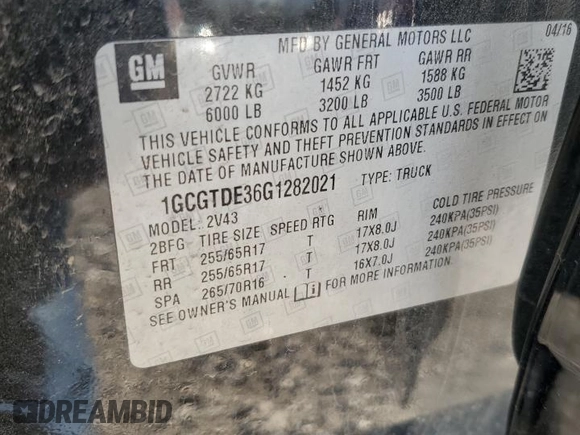 GM
MFD BY GENERAL MOTORS LLC 04/16
GVWR GAWR FRT GAWR RR
2722 KG 1452 KG 1588 KG
6000 LB 3200 LB 3500 LB
THIS VEHICLE CONFORMS TO ALL APPLICABLE U.S. FEDERAL MOTOR
VEHICLE SAFETY AND THEFT PREVENTION STANDARDS IN EFFECT ON
THE DATE OF MANUFACTURE SHOWN ABOVE.
1GCGTDE36G1282021 TYPE: TRUCK
MODEL: 2V43
2BFG TIRE SIZE SPEED RTG RIM COLD TIRE PRESSURE
FRT 255/65R17 T 17X8.0J 240KPA(35PSI)
RR 255/65R17 T 17X8.0J 240KPA(35PSI)
SPA 265/70R16 T 16X7.0J 240KPA(35PSI)
SEE OWNER'S MANUAL FOR MORE INFORMATION.
DREAMBID